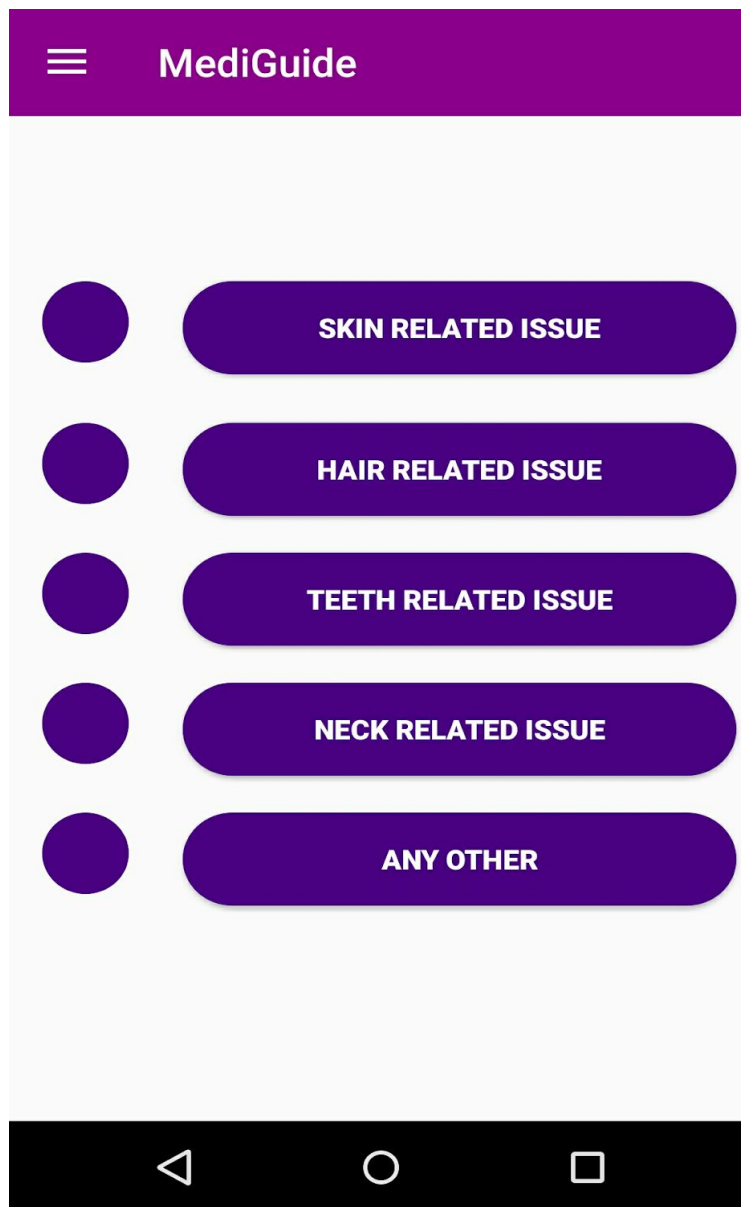 MediGuide
SKIN RELATED ISSUE
HAIR RELATED ISSUE
TEETH RELATED ISSUE
NECK RELATED ISSUE
ANY OTHER